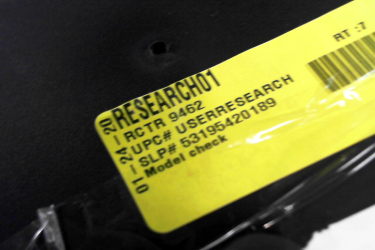 RT :7
01-24-20
RESEARCH01
RCTR 9462
UPC# USERRESEARCH
SLP# 53195420189
Model check